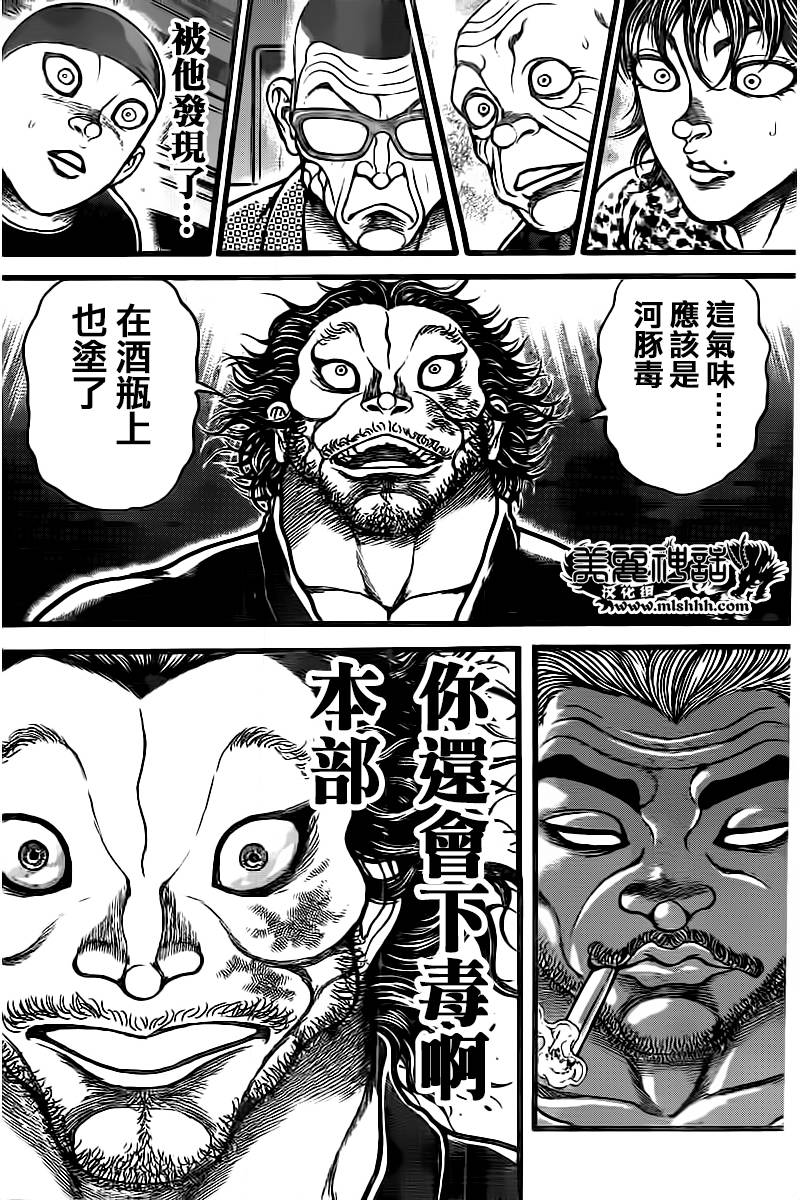 被他發現了…
這氣味……
應該是
河豚毒
在酒瓶上
也塗了
美麗神話
汉化组
www.mlshhh.com
你還會下毒啊
本部